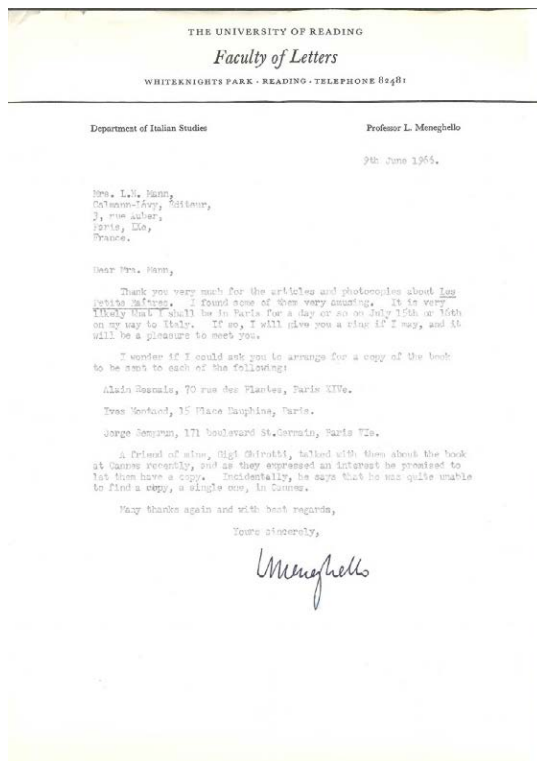 THE UNIVERSITY OF READING
Faculty of Letters
WHITEKNIGHTS PARK · READING · TELEPHONE 82481
Department of Italian Studies
Professor L. Meneghello
9th June 1966.
Mrs. L.N. Mann,
Calmann-Lévy, Éditeur,
3, rue Auber,
Paris, IXe,
France.
Dear Mrs. Mann,
Thank you very much for the articles and photocopies about Les
Petits Maîtres. I found some of them very amusing. It is very
likely that I shall be in Paris for a day or so on July 15th or 16th
on my way to Italy. If so, I will give you a ring if I may, and it
will be a pleasure to meet you.
I wonder if I could ask you to arrange for a copy of the book
to be sent to each of the following:
Alain Resnais, 70 rue des Plantes, Paris XIVe.
Yves Montand, 15 Place Dauphine, Paris.
Jorge Semprun, 171 boulevard St.Germain, Paris VIe.
A friend of mine, Gigi Ghirotti, talked with them about the book
at Cannes recently, and as they expressed an interest he promised to
let them have a copy. Incidentally, he says that he was quite unable
to find a copy, a single one, in Cannes.
Many thanks again and with best regards,
Yours sincerely,
LMeneghello